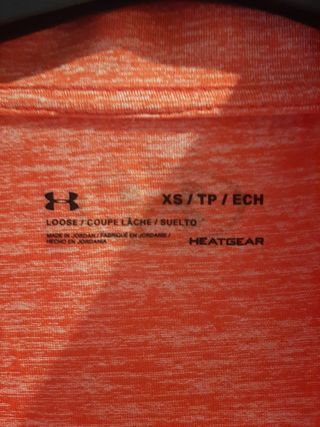 XS / TP / ECH
LOOSE / COUPE LÂCHE / SUELTO
MADE IN JORDAN / FABRIQUÉ EN JORDANIE /
HECHO EN JORDANIA
HEATGEAR